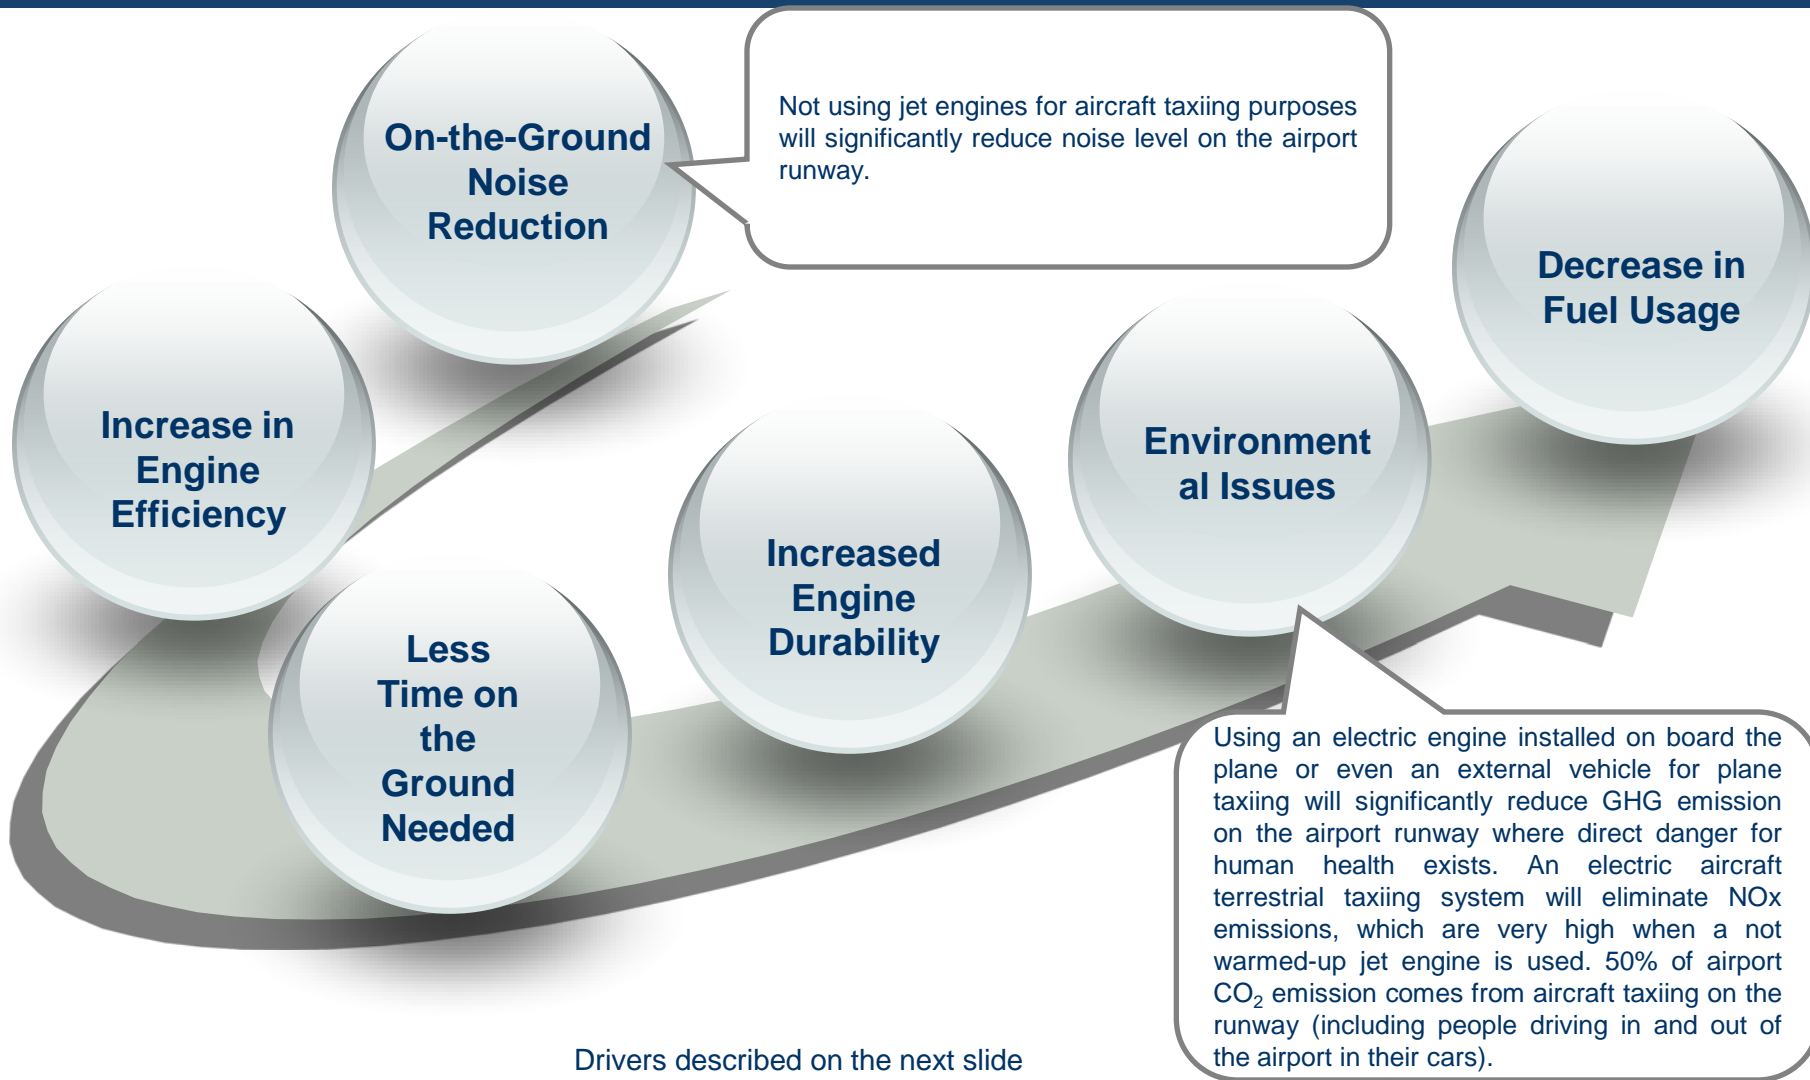 On-the-Ground
Noise
Reduction
Not using jet engines for aircraft taxiing purposes
will significantly reduce noise level on the airport
runway.
Decrease in
Fuel Usage
Increase in
Engine
Efficiency
Environment
al Issues
Increased
Engine
Durability
Less
Time on
the
Ground
Needed
Using an electric engine installed on board the
plane or even an external vehicle for plane
taxiing will significantly reduce GHG emission
on the airport runway where direct danger for
human health exists. An electric aircraft
terrestrial taxiing system will eliminate NOx
emissions, which are very high when a not
warmed-up jet engine is used. 50% of airport
CO₂ emission comes from aircraft taxiing on the
runway (including people driving in and out of
the airport in their cars).
Drivers described on the next slide